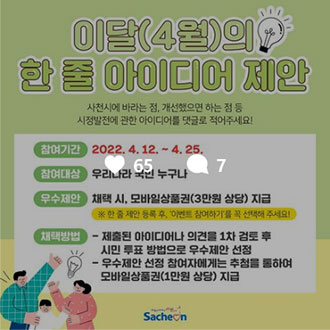 이달(4월)의
한 줄 아이디어 제안
사천시에 바라는 점, 개선했으면 하는 점 등
시정발전에 관한 아이디어를 댓글로 적어주세요!
참여기간 2022. 4. 12. ~ 4. 25.
65 7
참여대상 우리나라 국민 누구나
우수제안 채택 시, 모바일상품권(3만원 상당) 지급
※ 한 줄 제안 등록 후, '이벤트 참여하기'를 꼭 선택해 주세요!
채택방법 - 제출된 아이디어나 의견을 1차 검토 후
시민 투표 방법으로 우수제안 선정
- 우수제안 선정 참여자에게는 추첨를 통하여
모바일상품권(1만원 상당) 지급
Sacheon